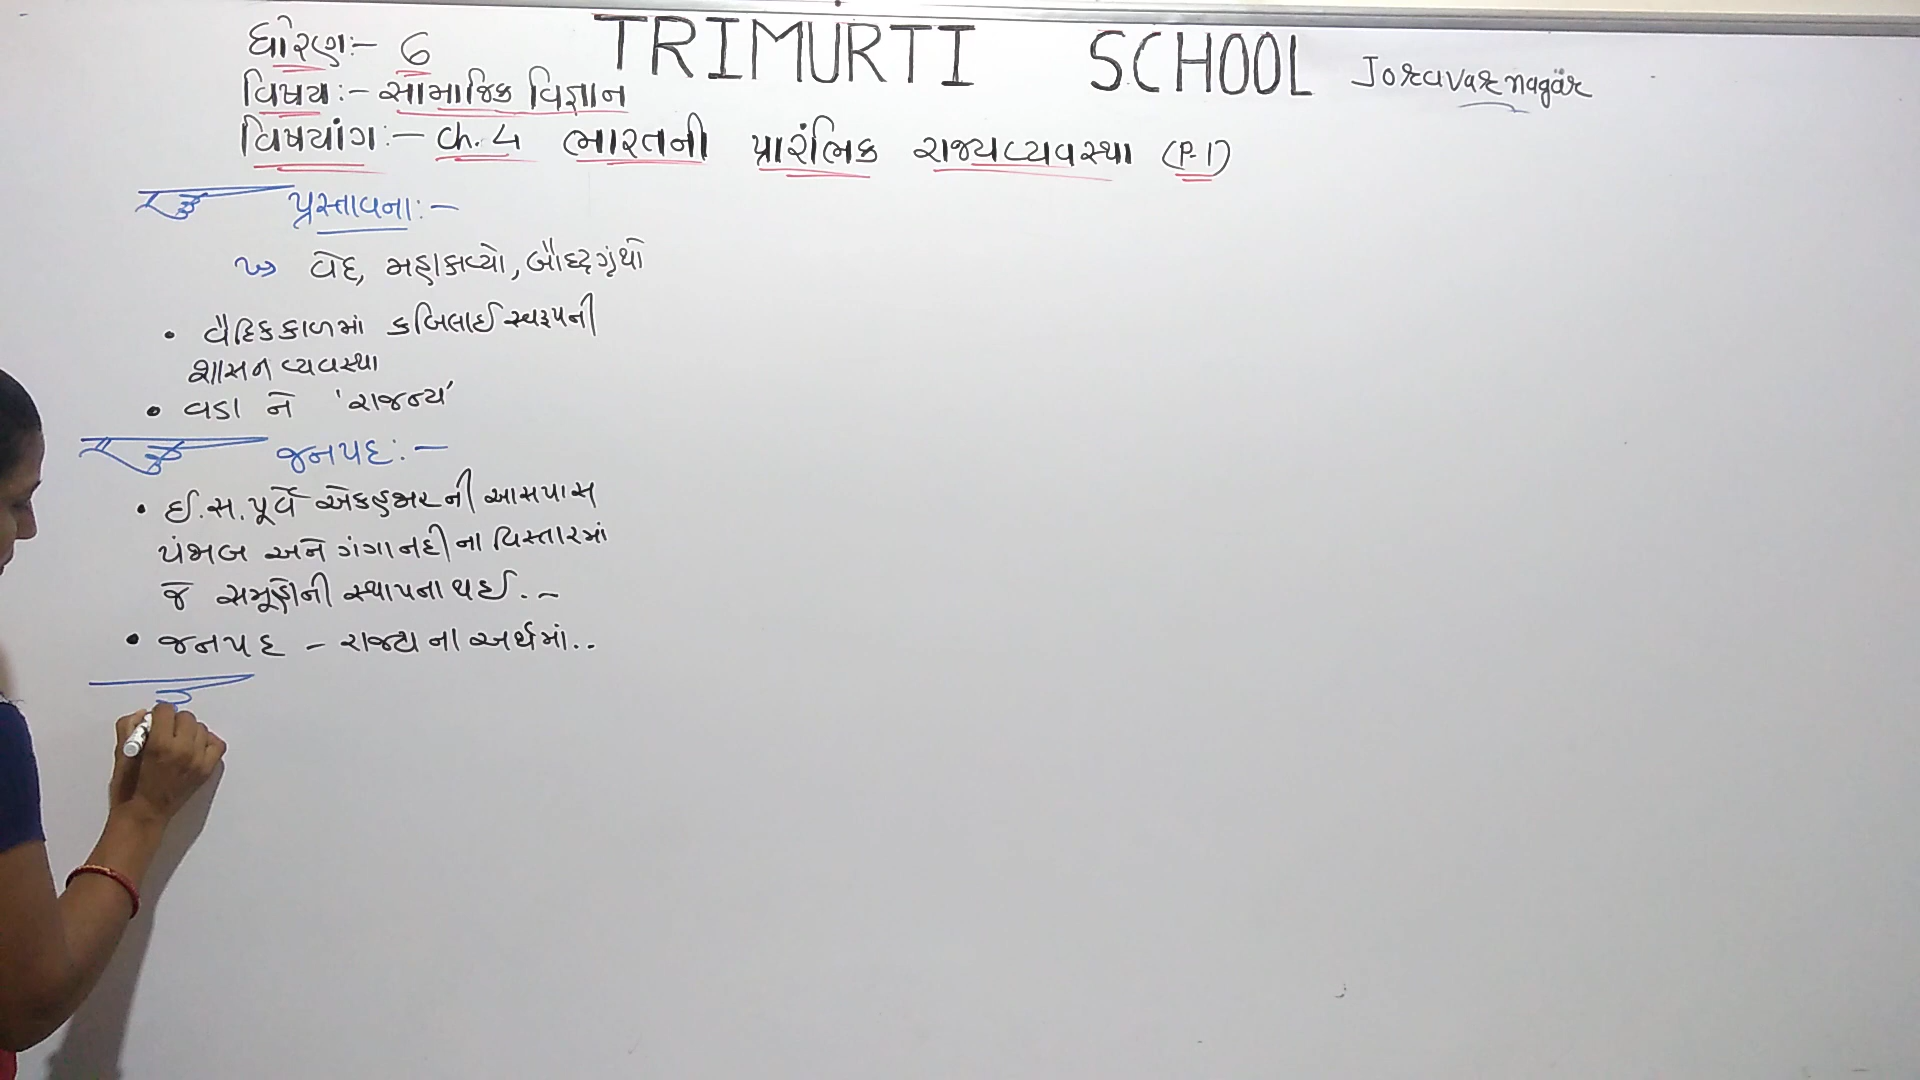 TRIMURTI SCHOOL Joravarnagar
ધોરણ:- 6
વિષય:- સામાજિક વિજ્ઞાન
વિષયાંગ:- ch. 4 ભારતની પ્રારંભિક રાજ્યવ્યવસ્થા (P-1)
પ્રસ્તાવના:-
વેદ, મહાકાવ્યો, બૌદ્ધગ્રંથો
• વૈદિકકાળમાં કબિલાઈ સ્વરૂપની
શાસન વ્યવસ્થા
• વડા ને 'રાજન્ય'
જનપદ:-
• ઈ.સ. પૂર્વે એકહજારની આસપાસ
પંજાબ અને ગંગા નદીના વિસ્તારમાં
જે સમૂહોની સ્થાપના થઈ. -
• જનપદ - રાજ્ય ના અર્થમાં..